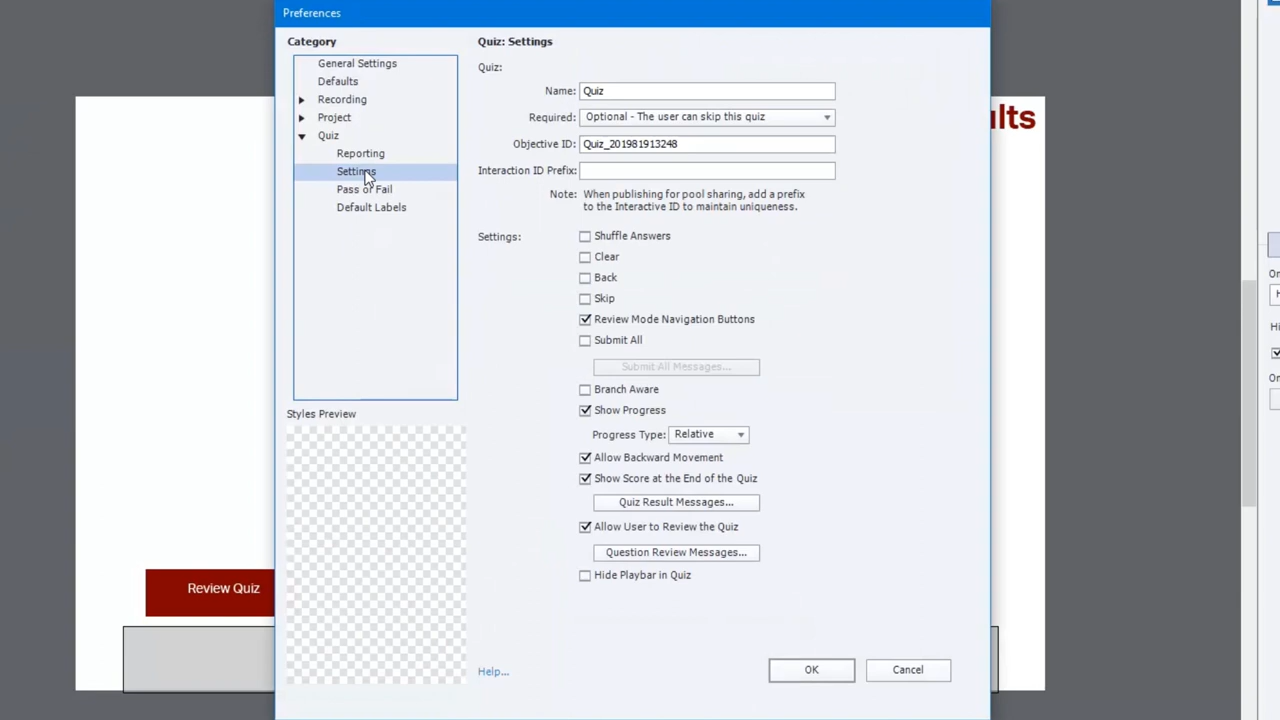 Preferences
Category
General Settings
Defaults
Recording
Project
Quiz
Reporting
Settings
Pass or Fail
Default Labels
Styles Preview
Quiz: Settings
Quiz:
Name: Quiz
Required: Optional - The user can skip this quiz
Objective ID: Quiz_201981913248
Interaction ID Prefix:
Note: When publishing for pool sharing, add a prefix
to the Interactive ID to maintain uniqueness.
Settings:
Shuffle Answers
Clear
Back
Skip
Review Mode Navigation Buttons
Submit All
Submit All Messages...
Branch Aware
Show Progress
Progress Type: Relative
Allow Backward Movement
Show Score at the End of the Quiz
Quiz Result Messages...
Allow User to Review the Quiz
Question Review Messages...
Hide Playbar in Quiz
Help...
OK
Cancel
Review Quiz
ults